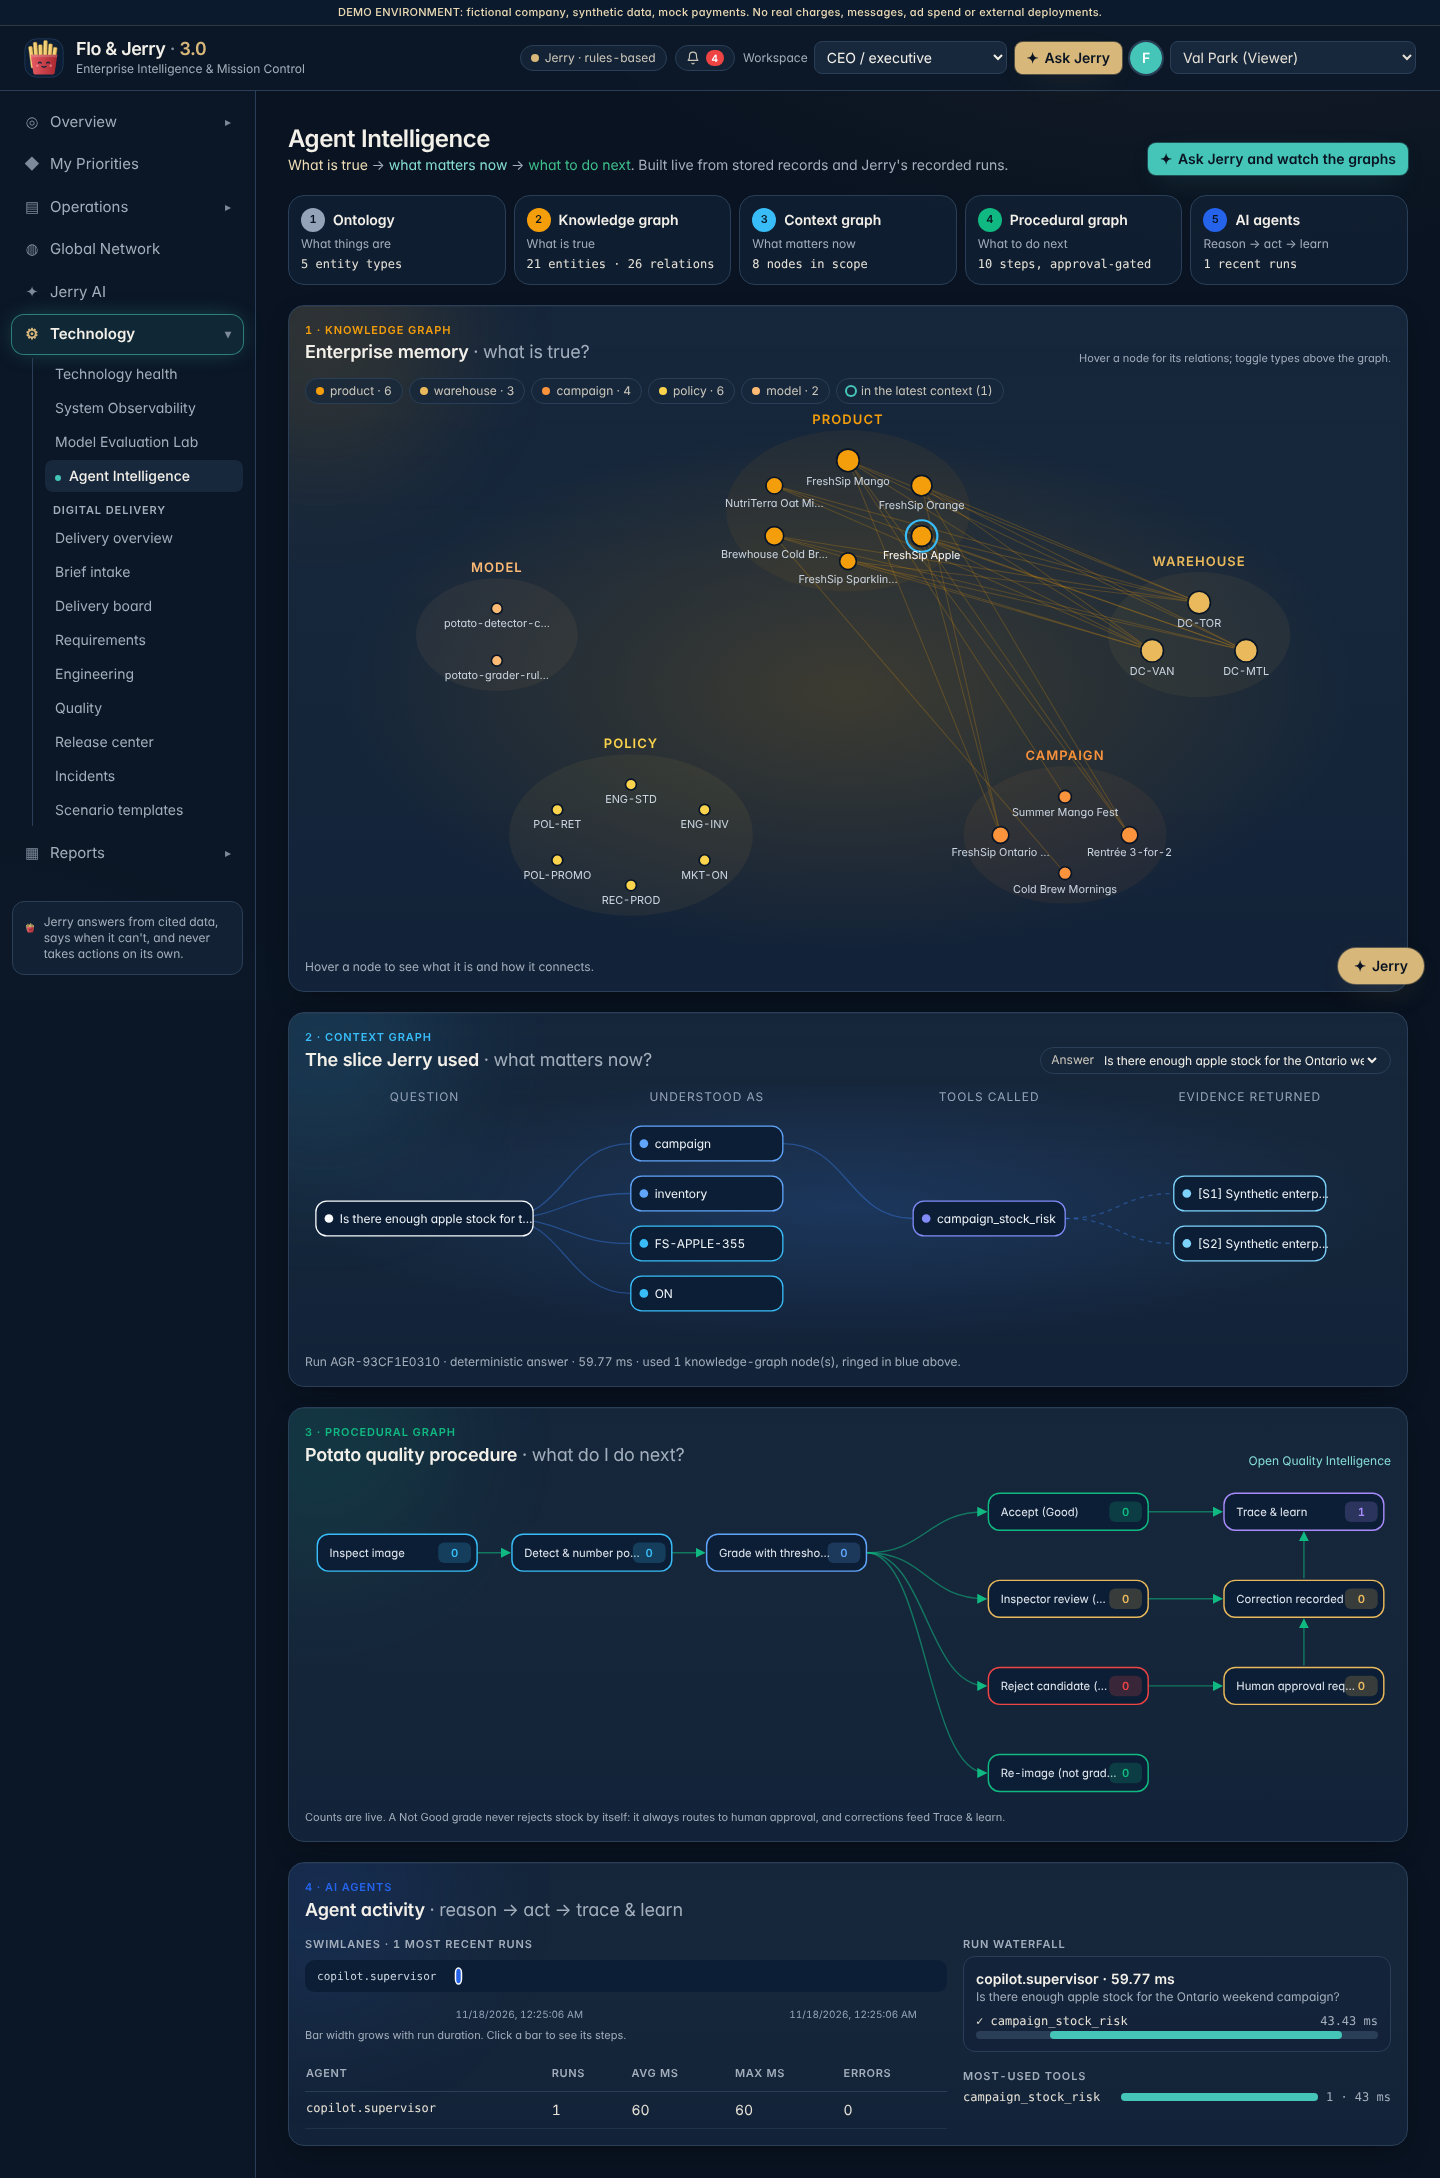 DEMO ENVIRONMENT: fictional company, synthetic data, mock payments. No real charges, messages, ad spend or external deployments.
Flo & Jerry · 3.0
Enterprise Intelligence & Mission Control
Jerry · rules-based
4
Workspace
CEO / executive
✦ Ask Jerry
F
Val Park (Viewer)
Overview
My Priorities
Operations
Global Network
Jerry AI
Technology
Technology health
System Observability
Model Evaluation Lab
Agent Intelligence
DIGITAL DELIVERY
Delivery overview
Brief intake
Delivery board
Requirements
Engineering
Quality
Release center
Incidents
Scenario templates
Reports
Jerry answers from cited data,
says when it can't, and never
takes actions on its own.
Agent Intelligence
What is true → what matters now → what to do next. Built live from stored records and Jerry's recorded runs.
✦ Ask Jerry and watch the graphs
1 Ontology
What things are
5 entity types
2 Knowledge graph
What is true
21 entities · 26 relations
3 Context graph
What matters now
8 nodes in scope
4 Procedural graph
What to do next
10 steps, approval-gated
5 AI agents
Reason → act → learn
1 recent runs
1 · KNOWLEDGE GRAPH
Enterprise memory · what is true?
Hover a node for its relations; toggle types above the graph.
product · 6
warehouse · 3
campaign · 4
policy · 6
model · 2
in the latest context (1)
PRODUCT
FreshSip Mango
NutriTerra Oat Mi...
FreshSip Orange
Brewhouse Cold Br...
FreshSip Apple
FreshSip Sparklin...
MODEL
potato-detector-c...
potato-grader-rul...
WAREHOUSE
DC-TOR
DC-VAN
DC-MTL
POLICY
ENG-STD
POL-RET
ENG-INV
POL-PROMO
MKT-ON
REC-PROD
CAMPAIGN
Summer Mango Fest
FreshSip Ontario ...
Rentrée 3-for-2
Cold Brew Mornings
Hover a node to see what it is and how it connects.
✦ Jerry
2 · CONTEXT GRAPH
The slice Jerry used · what matters now?
Answer Is there enough apple stock for the Ontario we
QUESTION
UNDERSTOOD AS
TOOLS CALLED
EVIDENCE RETURNED
Is there enough apple stock for t...
campaign
inventory
FS-APPLE-355
ON
campaign_stock_risk
[S1] Synthetic enterp...
[S2] Synthetic enterp...
Run AGR-93CF1E0310 · deterministic answer · 59.77 ms · used 1 knowledge-graph node(s), ringed in blue above.
3 · PROCEDURAL GRAPH
Potato quality procedure · what do I do next?
Open Quality Intelligence
Inspect image 0
Detect & number po... 0
Grade with thresho... 0
Accept (Good) 0
Trace & learn 1
Inspector review (... 0
Correction recorded 0
Reject candidate (... 0
Human approval req... 0
Re-image (not grad... 0
Counts are live. A Not Good grade never rejects stock by itself: it always routes to human approval, and corrections feed Trace & learn.
4 · AI AGENTS
Agent activity · reason → act → trace & learn
SWIMLANES · 1 MOST RECENT RUNS
copilot.supervisor
11/18/2026, 12:25:06 AM
11/18/2026, 12:25:06 AM
Bar width grows with run duration. Click a bar to see its steps.
AGENT RUNS AVG MS MAX MS ERRORS
copilot.supervisor 1 60 60 0
RUN WATERFALL
copilot.supervisor · 59.77 ms
Is there enough apple stock for the Ontario weekend campaign?
✓ campaign_stock_risk 43.43 ms
MOST-USED TOOLS
campaign_stock_risk 1 · 43 ms